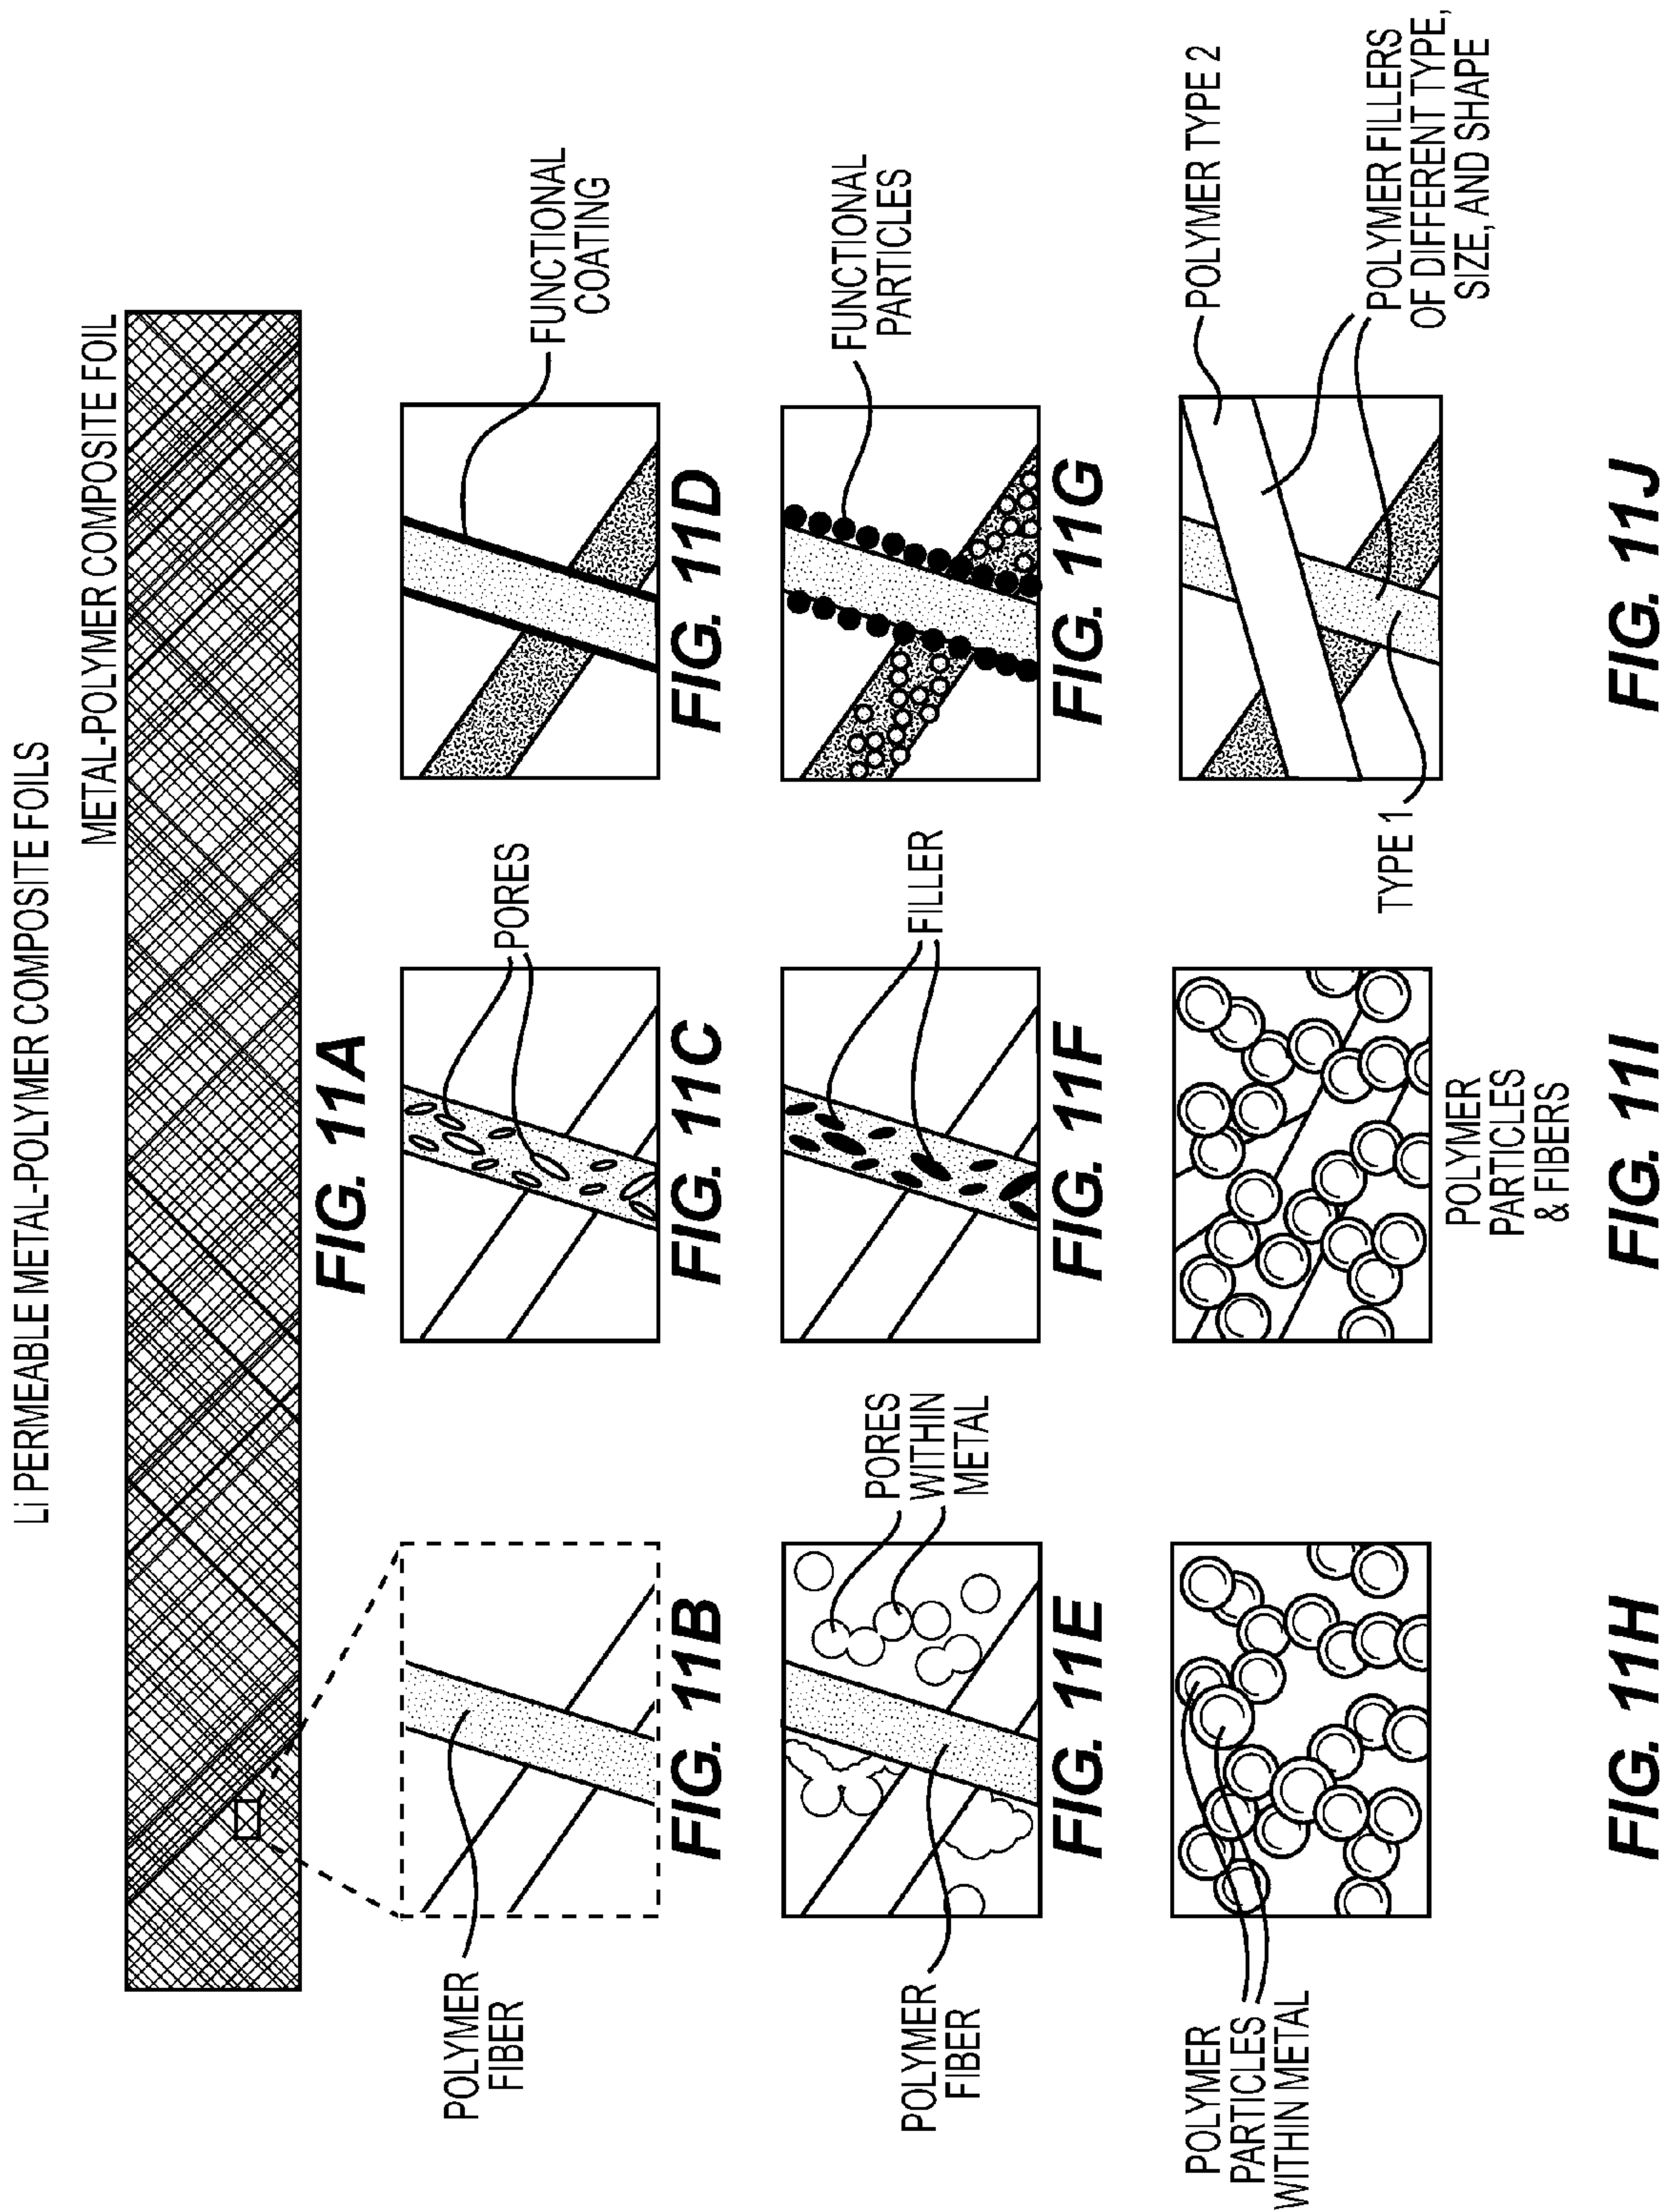 Li PERMEABLE METAL-POLYMER COMPOSITE FOILS
METAL-POLYMER COMPOSITE FOIL
FIG. 11A
POLYMER
FIBER
FIG. 11B
PORES
FIG. 11C
FUNCTIONAL
COATING
FIG. 11D
POLYMER
FIBER
PORES
WITHIN
METAL
FIG. 11E
FILLER
FIG. 11F
FUNCTIONAL
PARTICLES
FIG. 11G
POLYMER
PARTICLES
WITHIN METAL
FIG. 11H
POLYMER
PARTICLES
& FIBERS
FIG. 11I
TYPE 1
POLYMER TYPE 2
POLYMER FILLERS
OF DIFFERENT TYPE,
SIZE, AND SHAPE
FIG. 11J